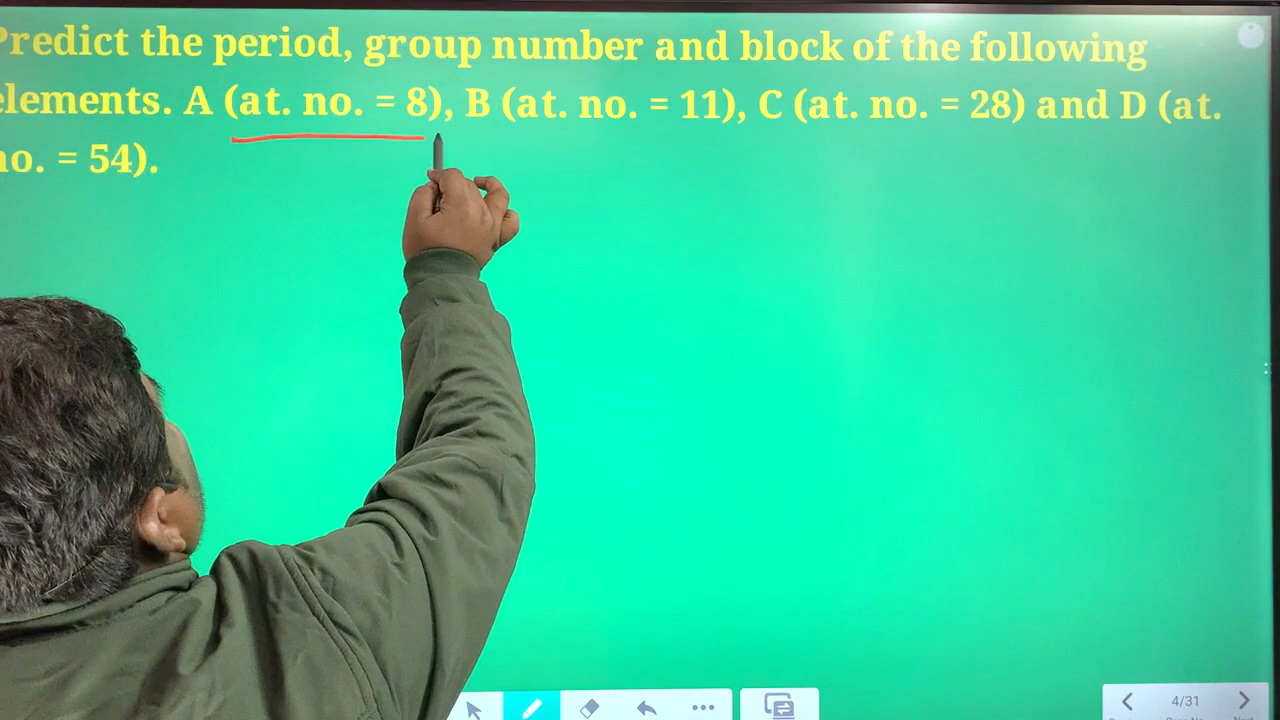 Predict the period, group number and block of the following
elements. A (at. no. = 8), B (at. no. = 11), C (at. no. = 28) and D (at.
no. = 54).
4/31